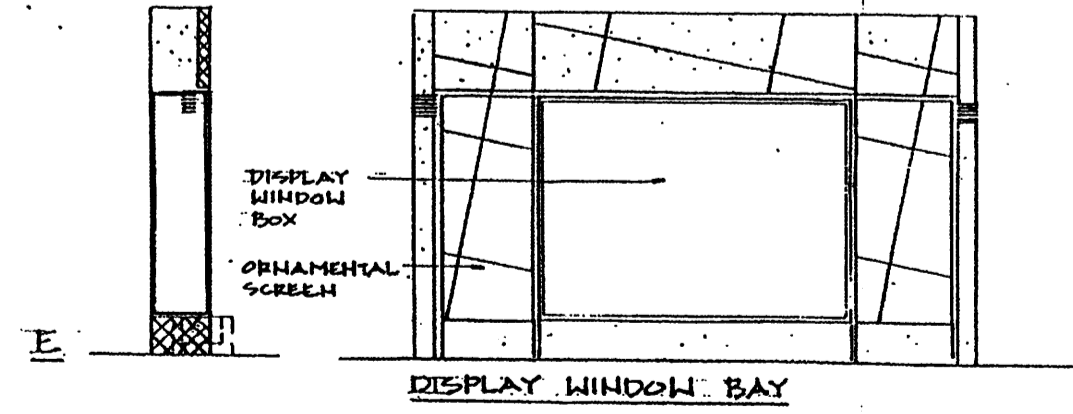 DISPLAY
WINDOW
BOX
ORNAMENTAL
SCREEN
E
DISPLAY WINDOW BAY